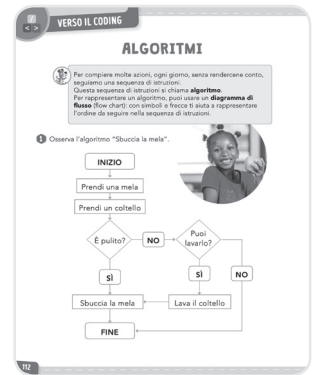 </>
VERSO IL CODING
ALGORITMI
Per compiere molte azioni, ogni giorno, senza rendercene conto,
seguiamo una sequenza di istruzioni.
Questa sequenza di istruzioni si chiama algoritmo.
Per rappresentare un algoritmo, puoi usare un diagramma di
flusso (flow chart): con simboli e frecce ti aiuta a rappresentare
l'ordine da seguire nella sequenza di istruzioni.
1 Osserva l'algoritmo "Sbuccia la mela".
INIZIO
Prendi una mela
Prendi un coltello
È pulito?
NO
Puoi
lavarlo?
SÌ
SÌ
NO
Sbuccia la mela
Lava il coltello
FINE
112